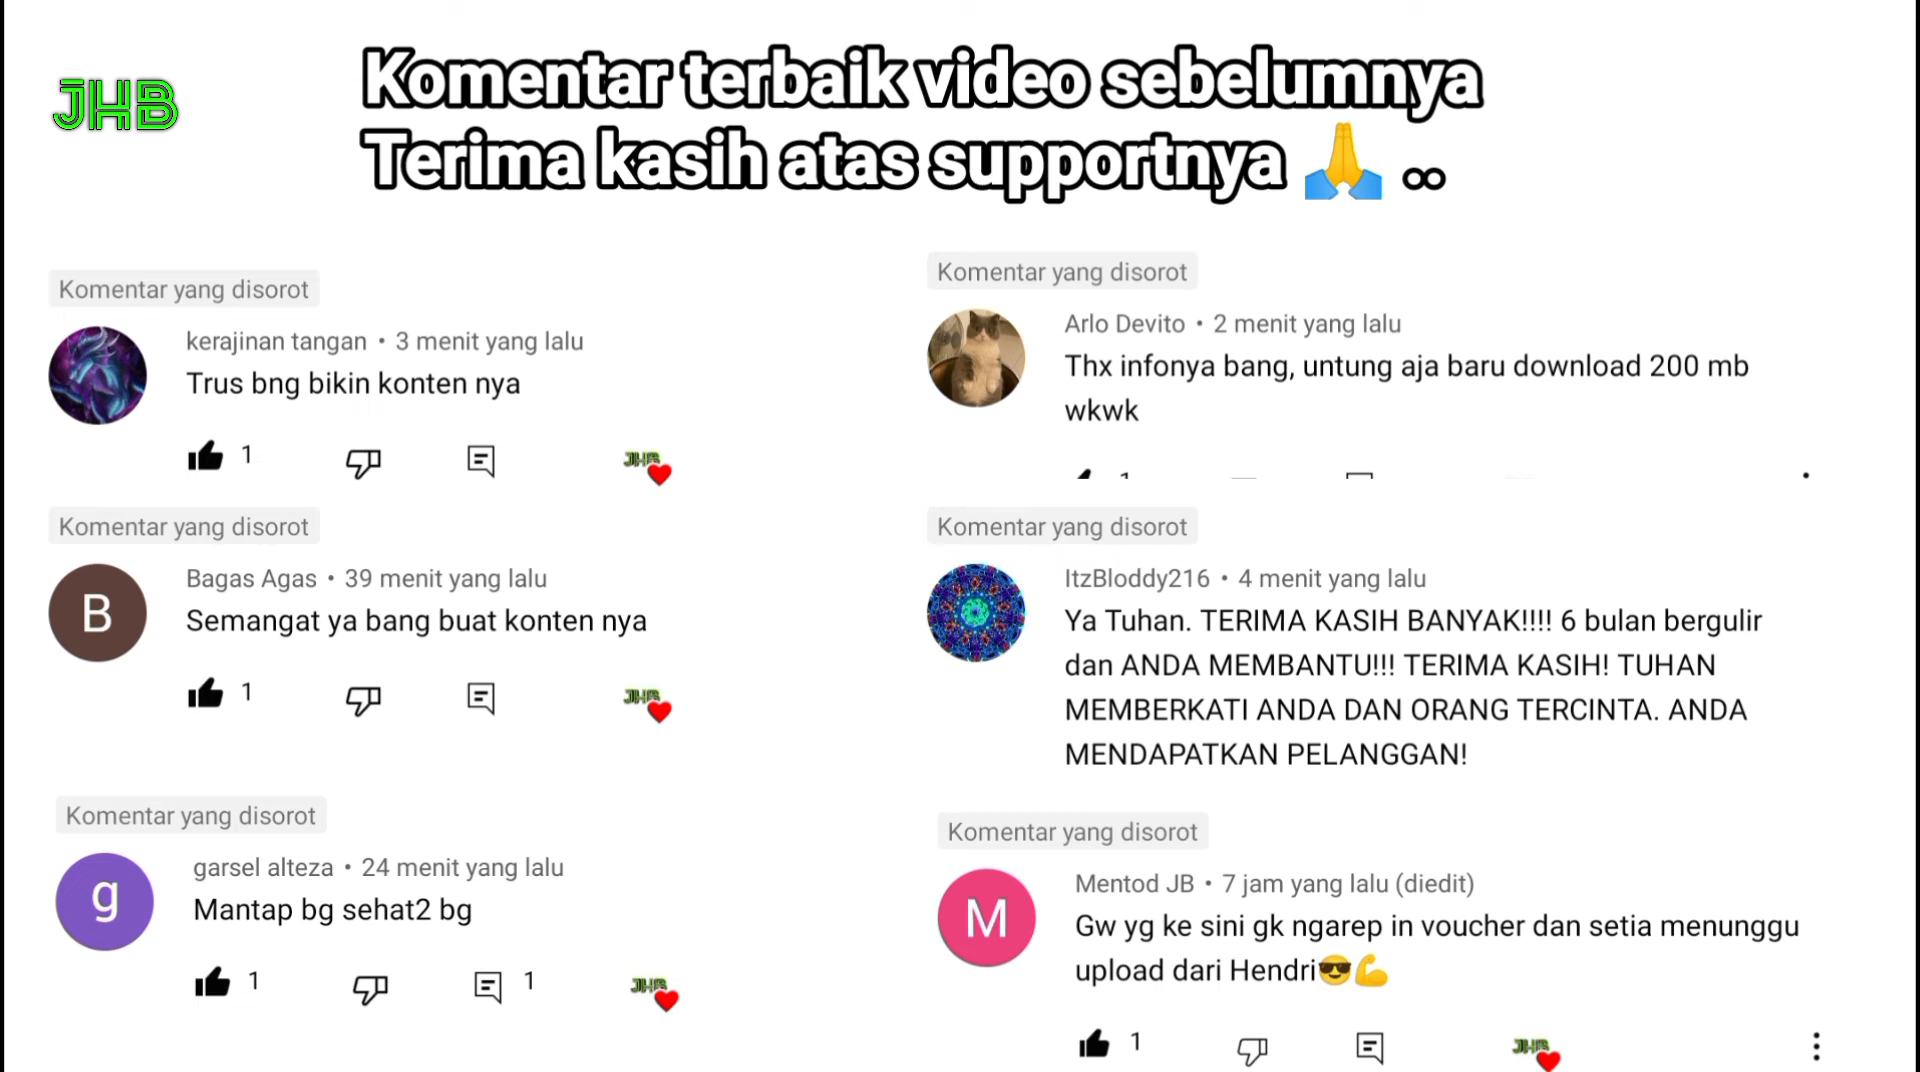 JHB
Komentar terbaik video sebelumnya
Terima kasih atas supportnya 🙏 ..
Komentar yang disorot
kerajinan tangan • 3 menit yang lalu
Trus bng bikin konten nya
1
JHB
Komentar yang disorot
Bagas Agas • 39 menit yang lalu
B
Semangat ya bang buat konten nya
1
JHB
Komentar yang disorot
garsel alteza • 24 menit yang lalu
g
Mantap bg sehat2 bg
1 1
JHB
Komentar yang disorot
Arlo Devito • 2 menit yang lalu
Thx infonya bang, untung aja baru download 200 mb
wkwk
Komentar yang disorot
ItzBloddy216 • 4 menit yang lalu
Ya Tuhan. TERIMA KASIH BANYAK!!!! 6 bulan bergulir
dan ANDA MEMBANTU!!! TERIMA KASIH! TUHAN
MEMBERKATI ANDA DAN ORANG TERCINTA. ANDA
MENDAPATKAN PELANGGAN!
Komentar yang disorot
Mentod JB • 7 jam yang lalu (diedit)
M
Gw yg ke sini gk ngarep in voucher dan setia menunggu
upload dari Hendri😎💪
1
JHB